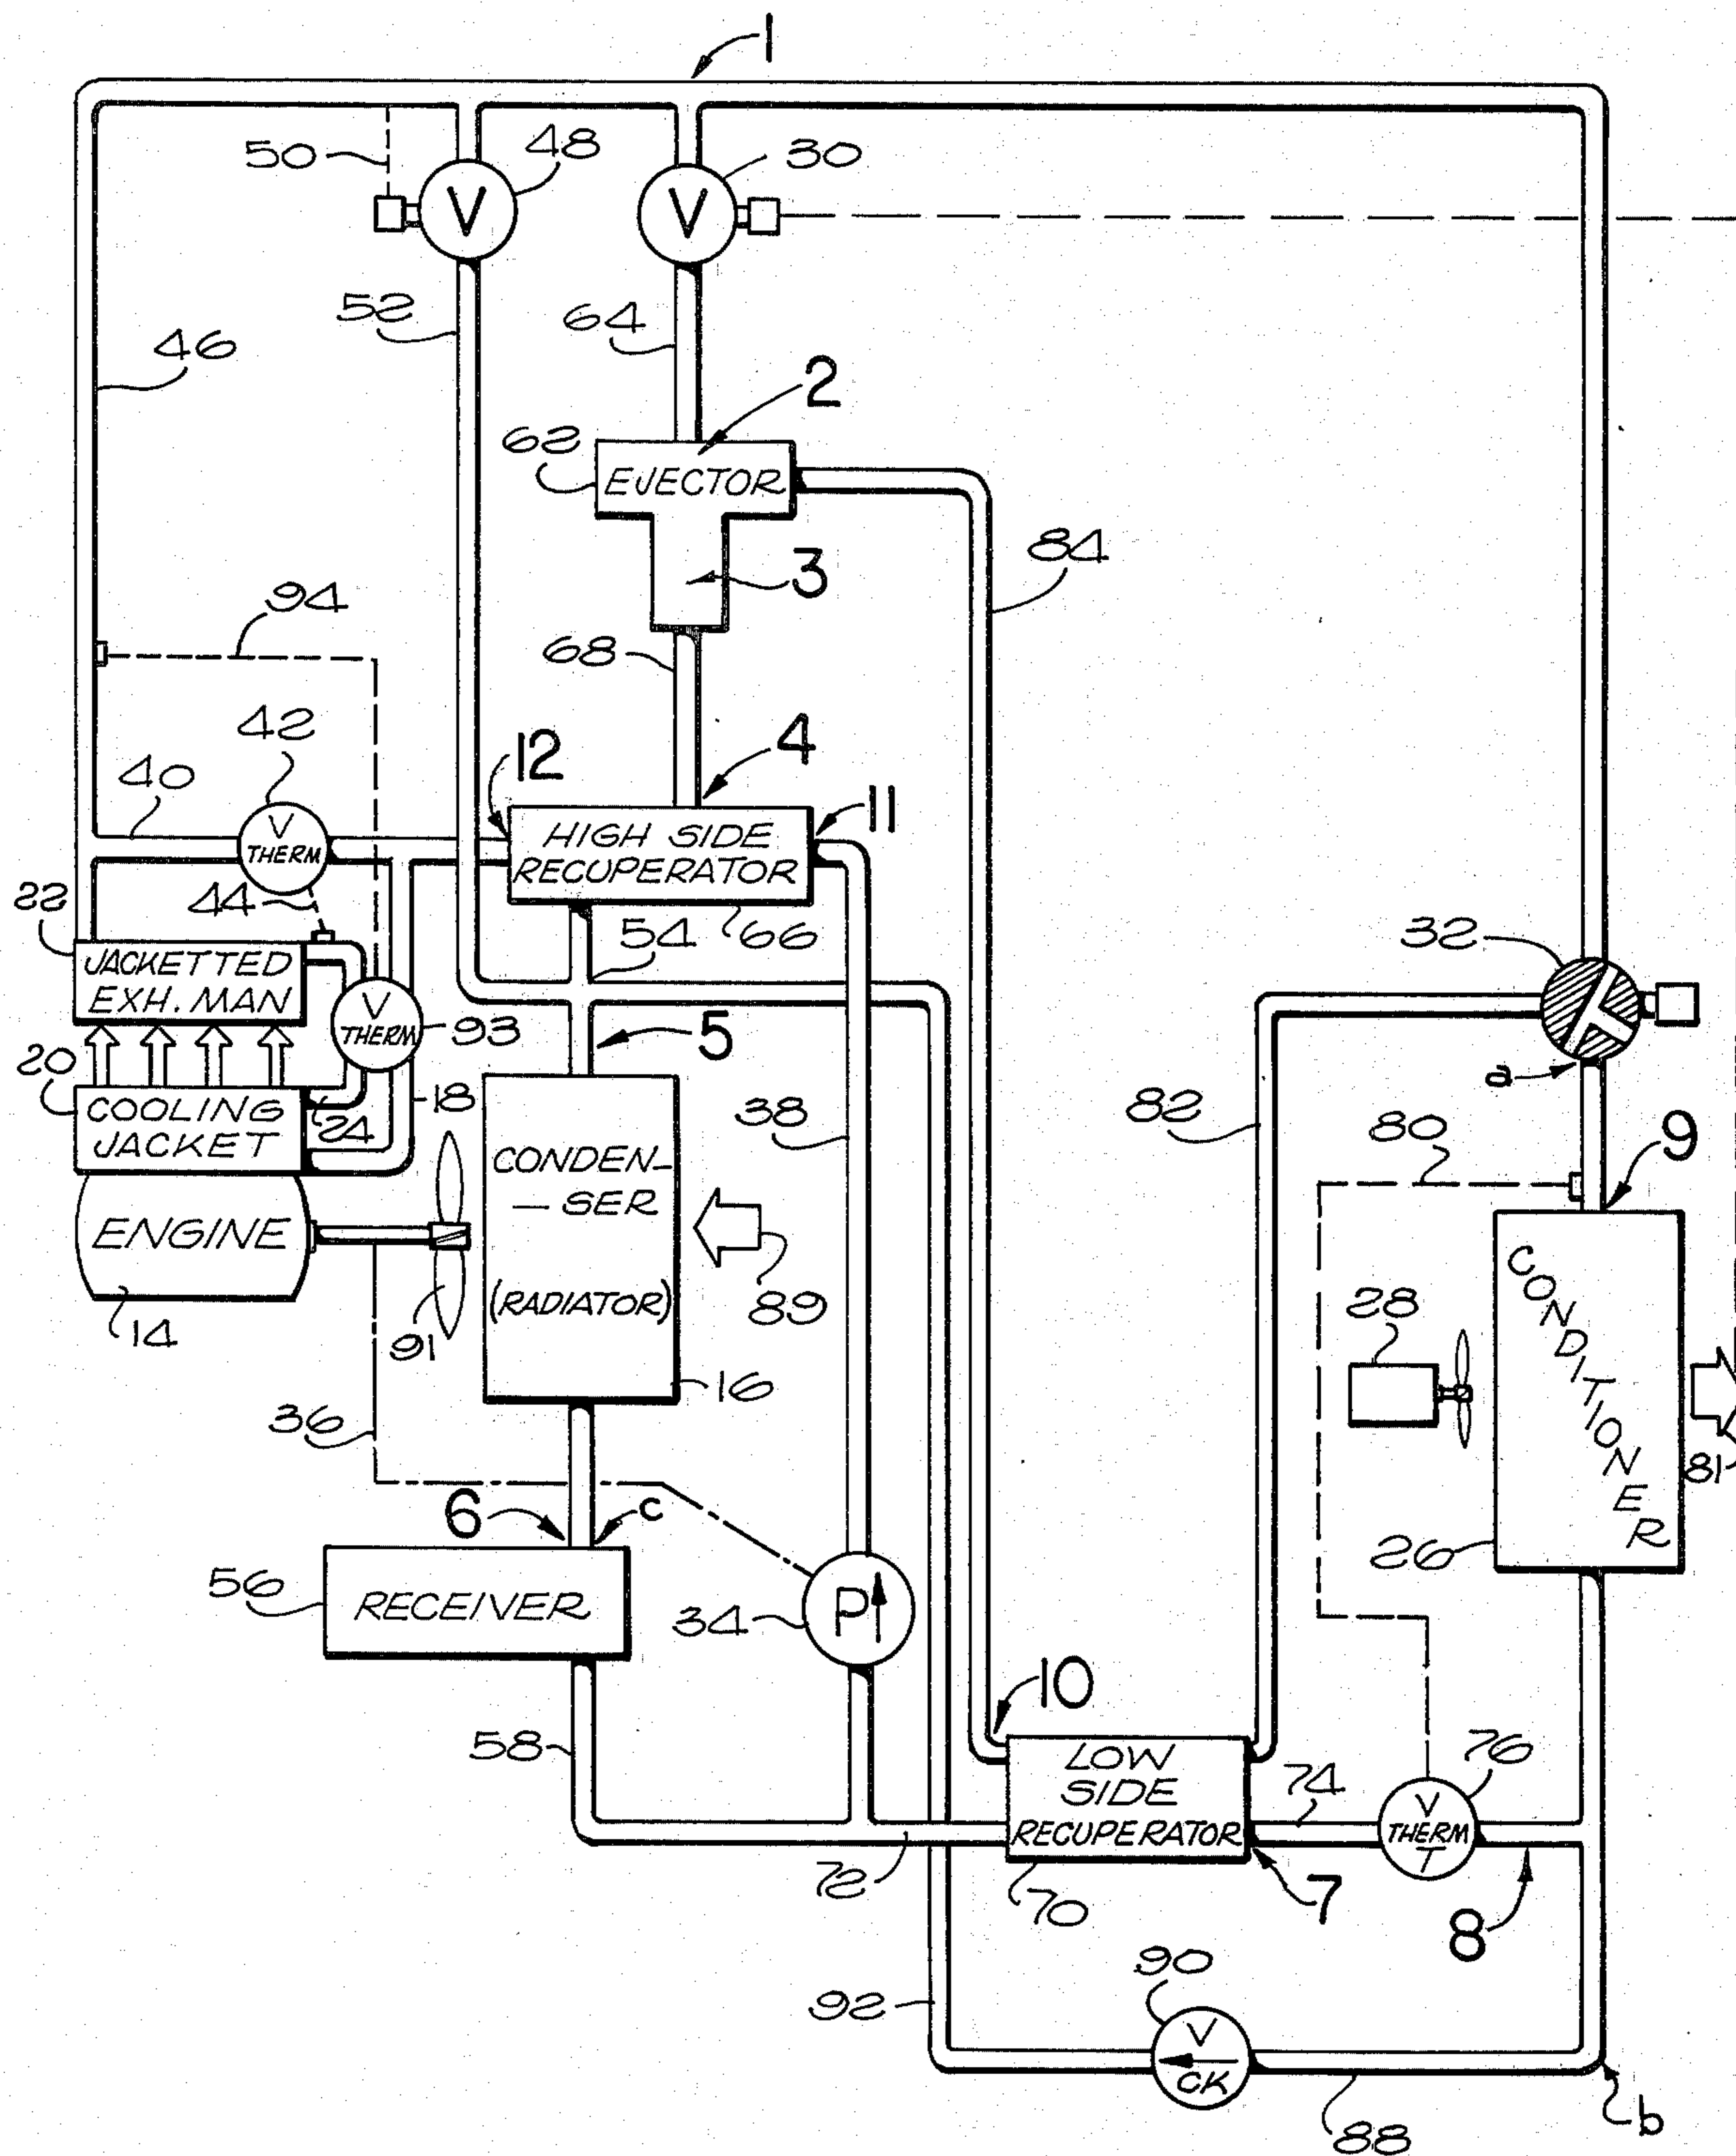 1
50
V
48
V
30
52
64
46
2
62
EJECTOR
3
84
94
68
42
4
12
40
11
V
THERM
HIGH SIDE
RECUPERATOR
44
22
54
66
32
JACKETTED
EXH. MAN
V
THERM
93
5
a
20
COOLING
JACKET
24
18
38
82
80
9
CONDEN-
- SER
(RADIATOR)
ENGINE
14
91
89
28
CONDITIONER
16
36
81
6
c
26
56
RECEIVER
34
P
10
58
LOW
SIDE
RECUPERATOR
74
76
V
THERM
T
72
70
7
8
90
92
V
CK
88
b